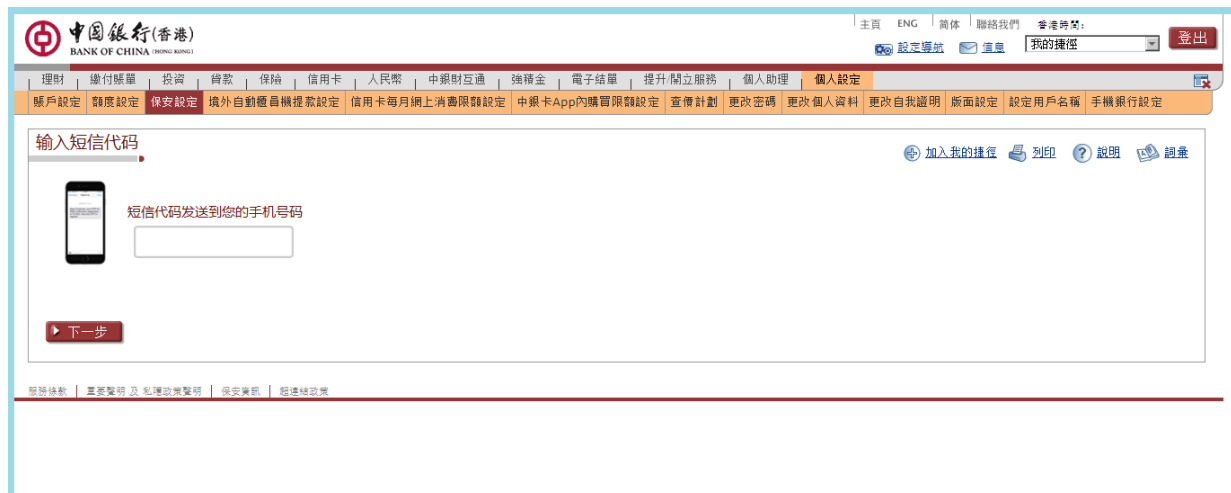 中国銀行(香港)
BANK OF CHINA (HONG KONG)
主頁 ENG 简体 聯絡我們 香港時間:
設定導航 信息 我的捷徑 登出
理財 繳付賬單 投资 貸款 保險 信用卡 人民幣 中銀財互通 強積金 電子結單 提升/開立服務 個人助理 個人設定
賬戶設定 額度設定 保安設定 境外自動櫃員機提款設定 信用卡每月網上消費限額設定 中銀卡App內購買限額設定 查價計劃 更改密碼 更改個人資料 更改自我證明 版面設定 設定用戶名稱 手機銀行設定
输入短信代码
加入我的捷徑 列印 說明 詞彙
短信代码发送到您的手机号码
下一步
服務條款 重要聲明 及 私隱政策聲明 保安資訊 超連結政策